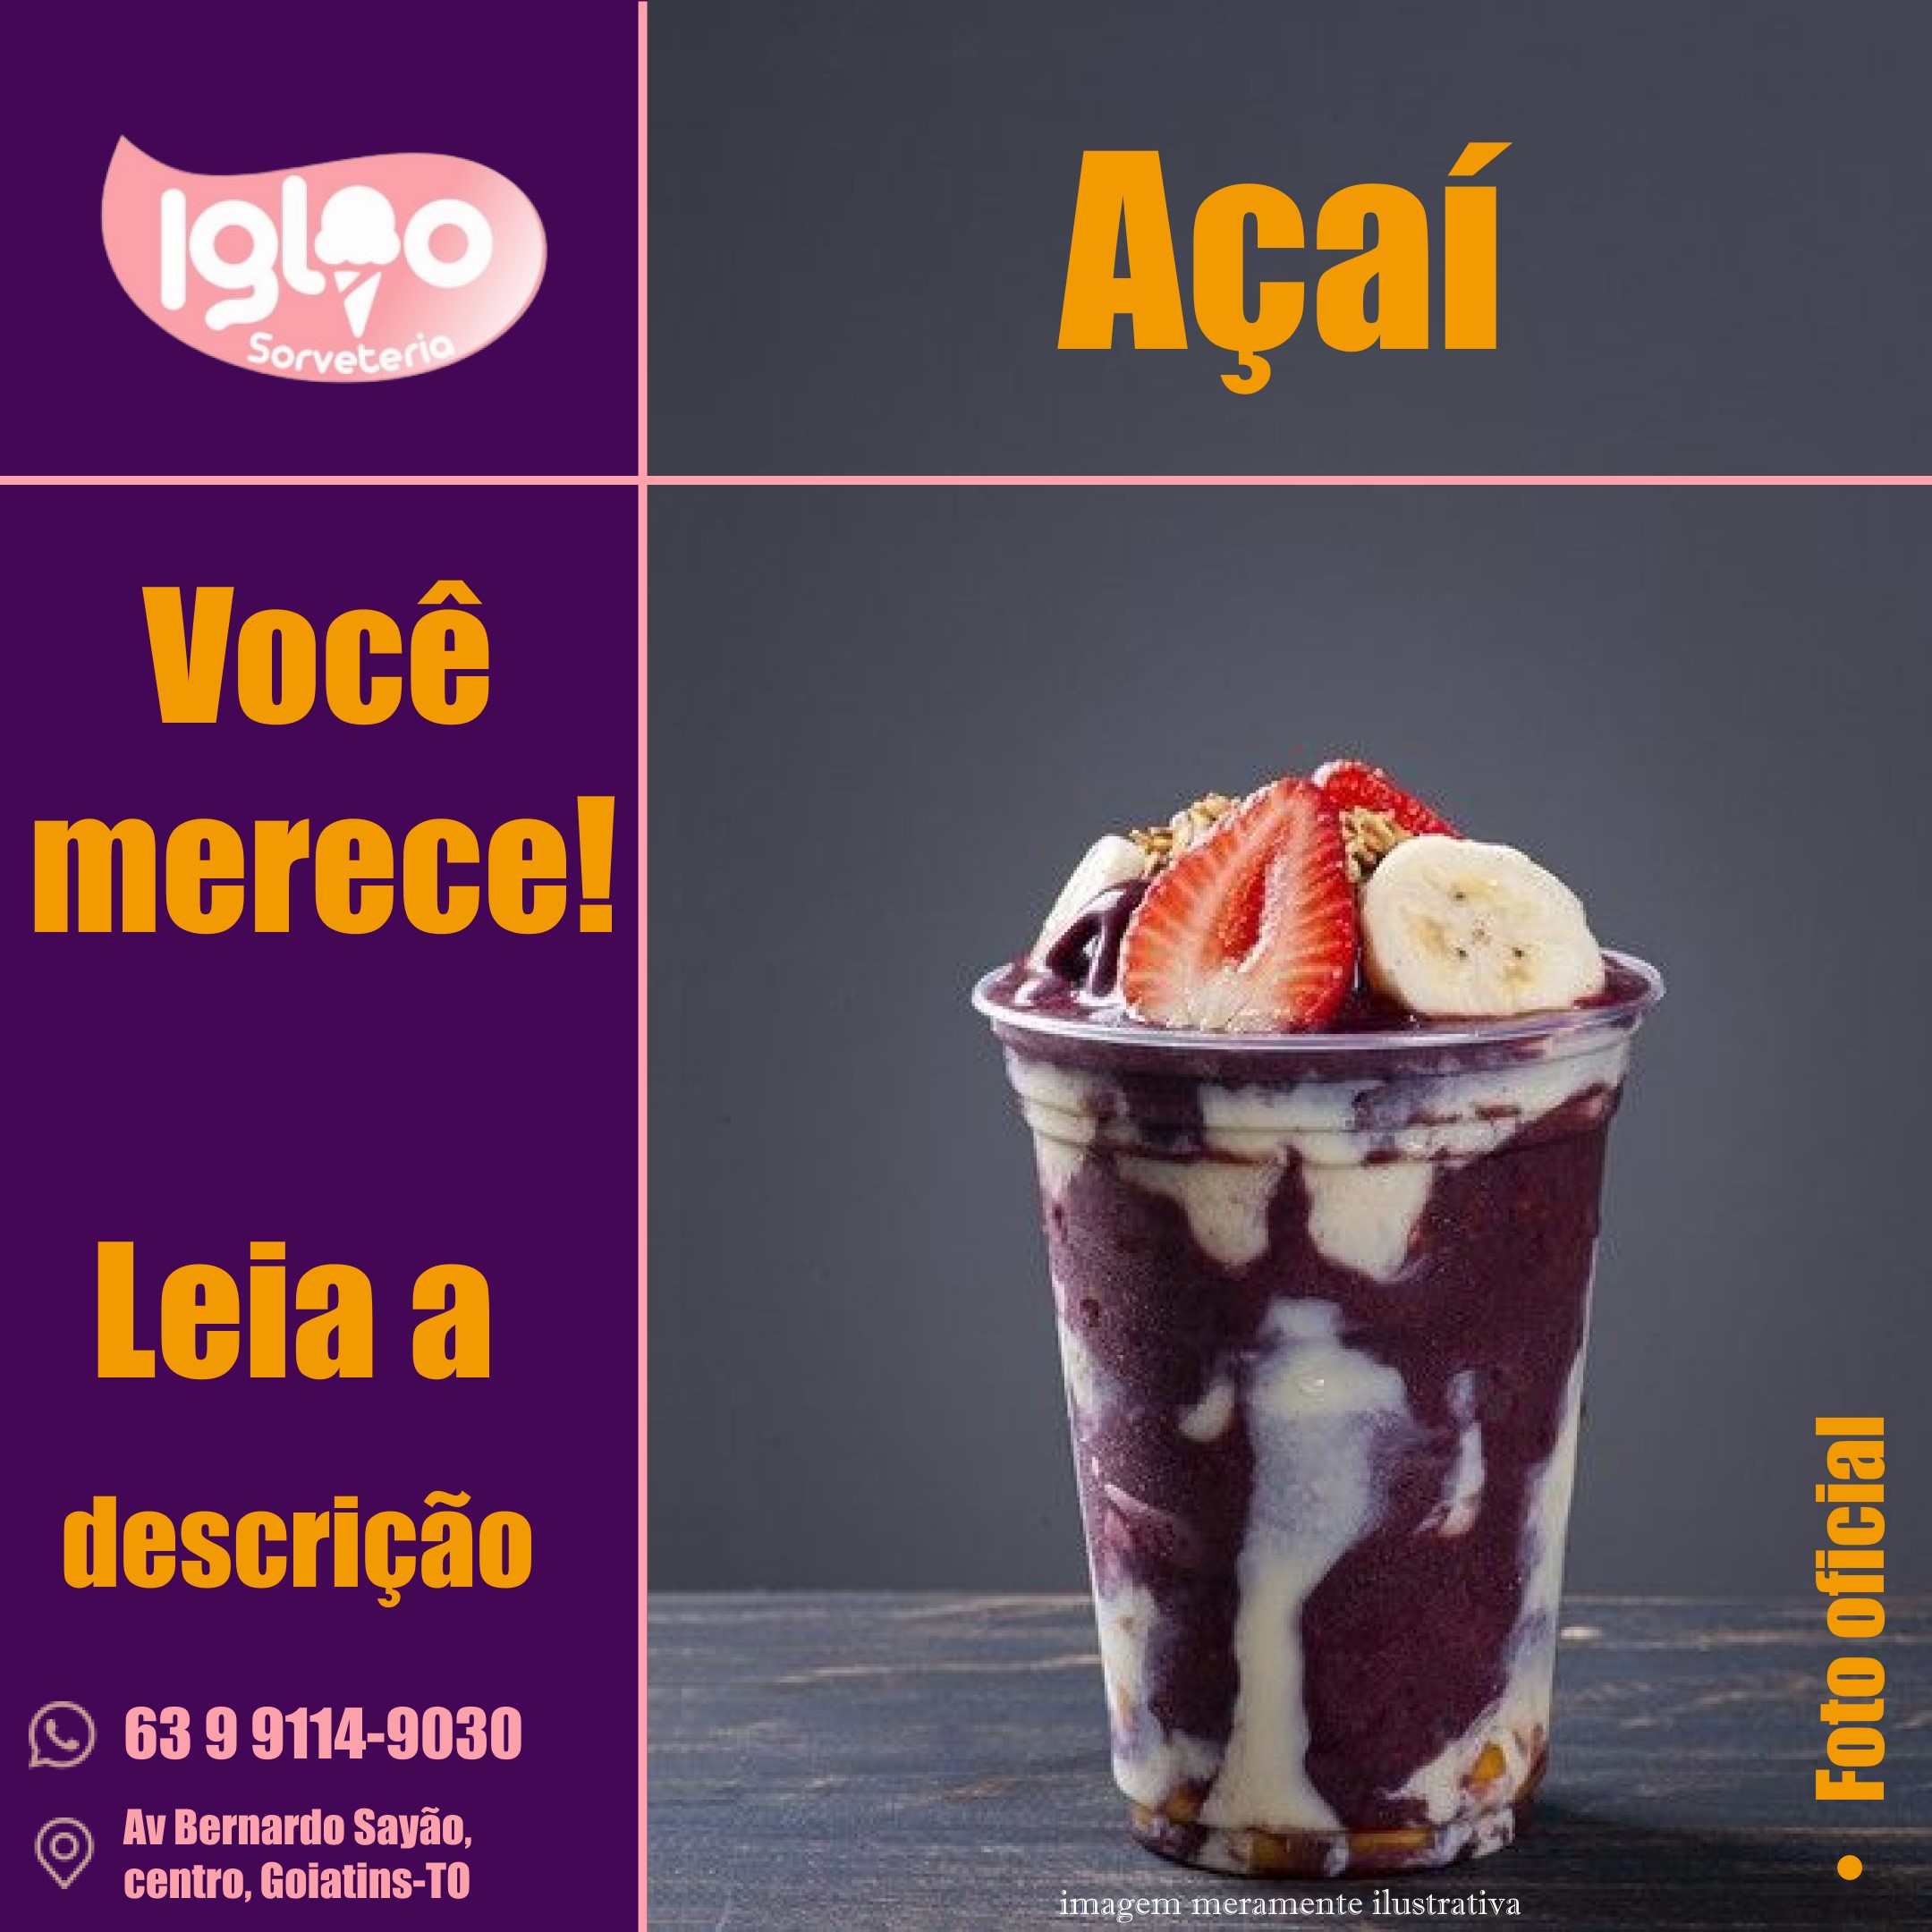 Igloo
Sorveteria
Açaí
Você
merece!
Leia a
descrição
63 9 9114-9030
Av Bernardo Sayão,
centro, Goiatins-TO
• Foto oficial
imagem meramente ilustrativa